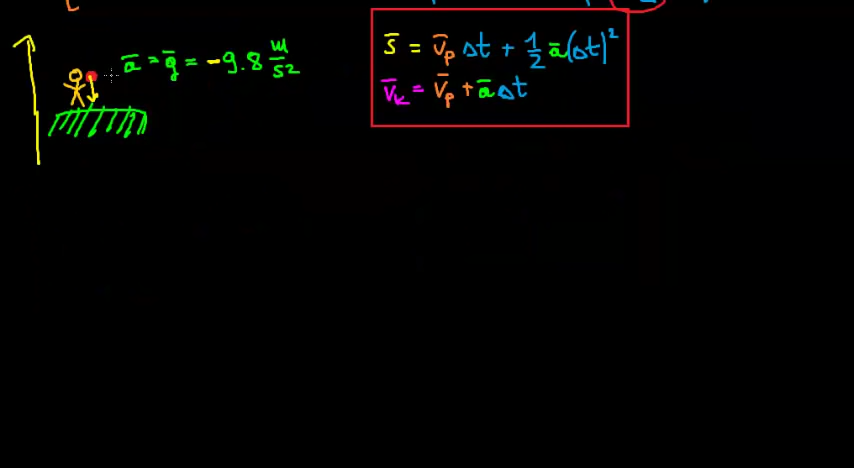 a̅ = g̅ = -9.8 m/s²
s̅ = v̅ₚ Δt + 1/2 a̅(Δt)²
v̅ₖ = v̅ₚ + a̅ Δt